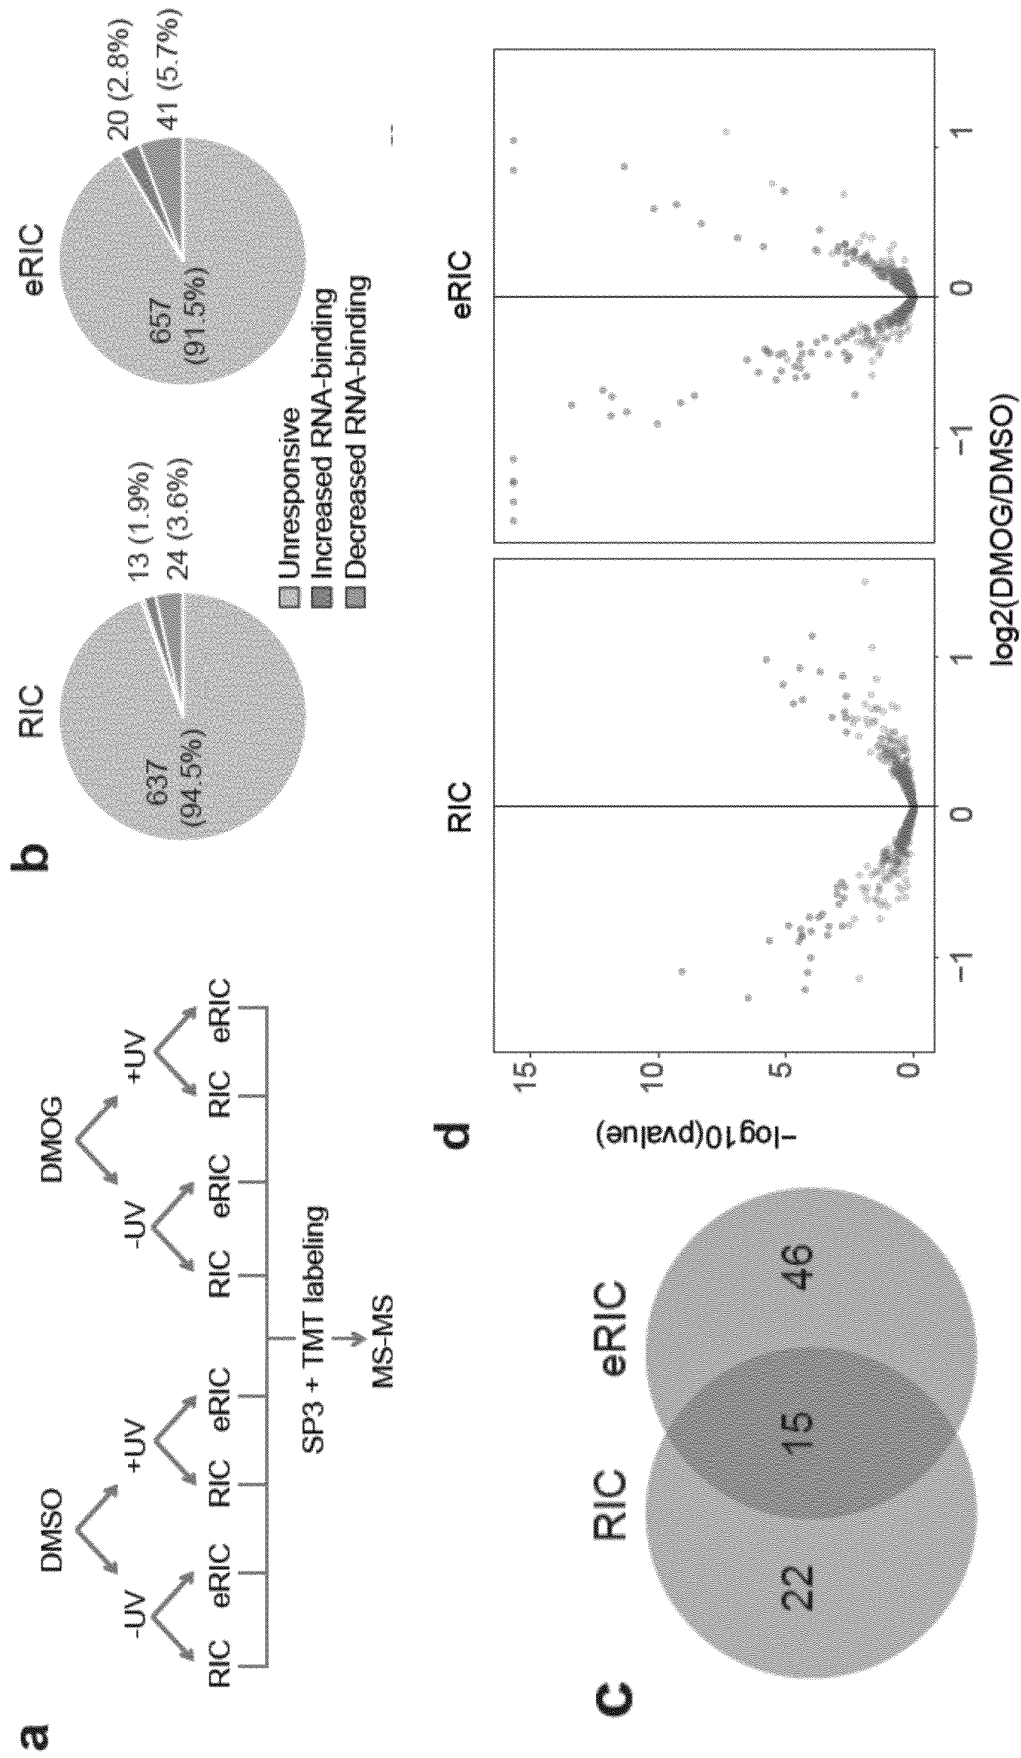 a
DMSO
DMOG
-UV
+UV
-UV
+UV
RIC
eRIC
RIC
eRIC
RIC
eRIC
RIC
eRIC
SP3 + TMT labeling
MS-MS
b
RIC
eRIC
637
(94.5%)
13 (1.9%)
24 (3.6%)
657
(91.5%)
20 (2.8%)
41 (5.7%)
Unresponsive
Increased RNA-binding
Decreased RNA-binding
c
RIC
eRIC
22
15
46
d
RIC
eRIC
−log10(pvalue)
15
10
5
0
−1
0
1
−1
0
1
log2(DMOG/DMSO)